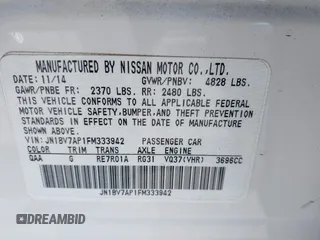 MANUFACTURED BY NISSAN MOTOR CO.,LTD.
DATE: 11/14 GVWR/PNBV: 4828 LBS.
GAWR/PNBE FR: 2370 LBS. RR: 2480 LBS.
THIS VEHICLE CONFORMS TO ALL APPLICABLE
FEDERAL MOTOR VEHICLE
SAFETY,BUMPER,AND THEFT PREVENTION
STANDARDS IN EFFECT ON THE DATE OF
MANUFACTURE SHOWN ABOVE.
JN1BV7AP1FM333942 PASSENGER CAR
COLOR TRIM TRANS AXLE ENGINE
QAA G RE7R01A RG31 VQ37(VHR) 3696CC
JN1BV7AP1FM333942
DREAMBID.COM